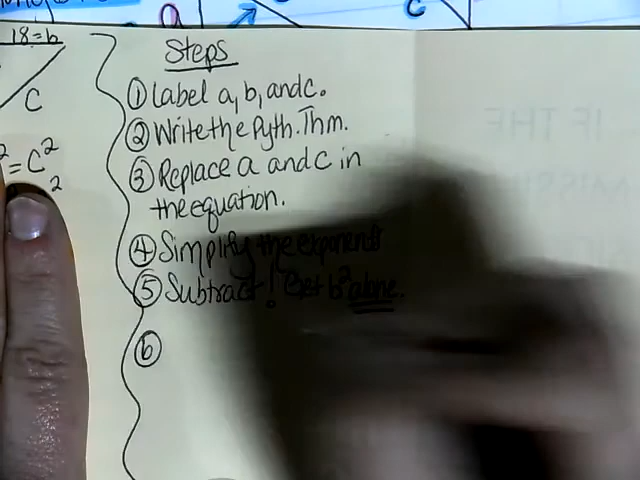 a
c
18=b
c
²=c²
2
Steps
① Label a, b, and c.
② Write the Pyth. Thm.
③ Replace a and c in
the equation.
④ Simplify the exponents
⑤ Subtract! Get b² alone.
⑥
IF THE